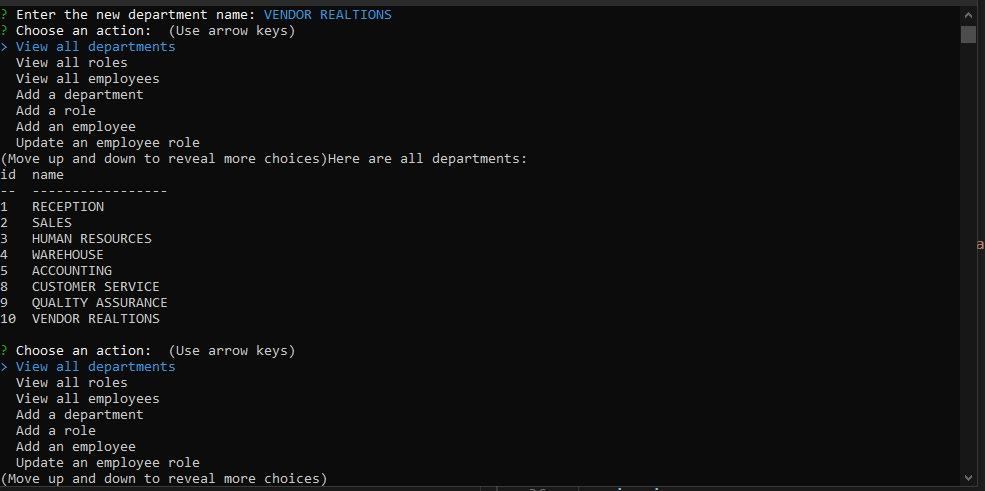 ? Enter the new department name: VENDOR REALTIONS
? Choose an action:  (Use arrow keys)
> View all departments
  View all roles
  View all employees
  Add a department
  Add a role
  Add an employee
  Update an employee role
(Move up and down to reveal more choices)Here are all departments:
id  name
--  -----------------
1   RECEPTION
2   SALES
3   HUMAN RESOURCES
4   WAREHOUSE
5   ACCOUNTING
8   CUSTOMER SERVICE
9   QUALITY ASSURANCE
10  VENDOR REALTIONS
? Choose an action:  (Use arrow keys)
> View all departments
  View all roles
  View all employees
  Add a department
  Add a role
  Add an employee
  Update an employee role
(Move up and down to reveal more choices)